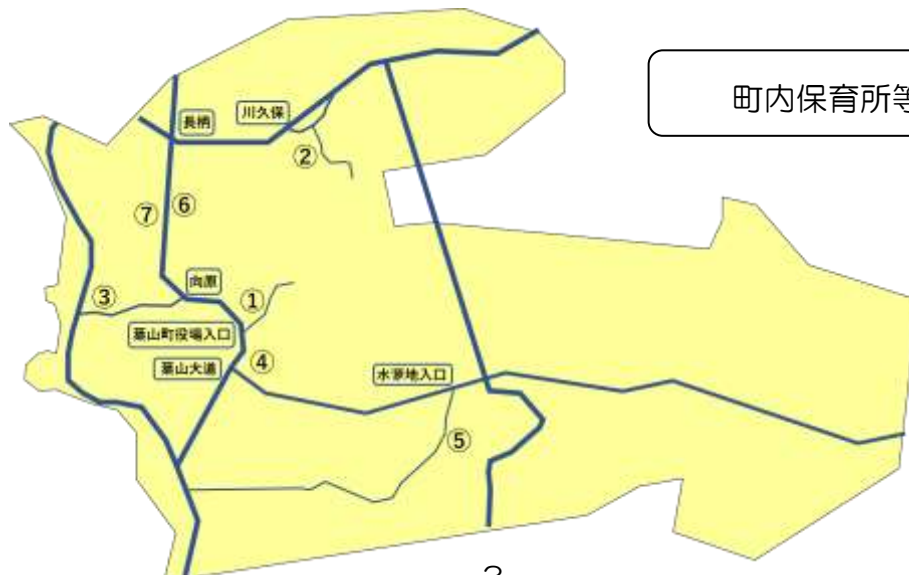 町内保育所等
川久保
長柄
②
⑦ ⑥
向原
③
①
葉山町役場入口
葉山大道
④
水源地入口
⑤
3